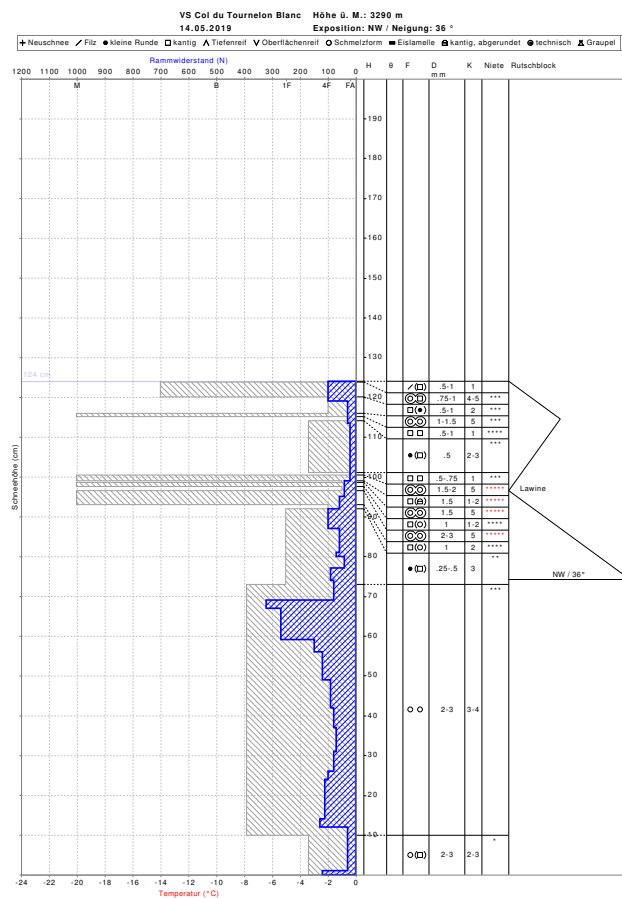 VS Col du Tournelon Blanc Höhe ü. M.: 3290 m
14.05.2019 Exposition: NW / Neigung: 36 °
Neuschnee Filz kleine Runde kantig Tiefenreif Oberflächenreif Schmelzform Eislamelle kantig, abgerundet technisch Graupel
Rammwiderstand (N) H θ F D K Niete Rutschblock
1200 1100 1000 900 800 700 600 500 400 300 200 100 0 mm
M B 1F 4F FA
190
180
170
160
150
140
130
124 cm
.5-1 1
120 .75-1 4-5 ***
.5-1 2 ***
1-1.5 5 ***
110 .5-1 1 ****
***
.5 2-3
100 .5-.75 1 ***
1.5-2 5 ***** Lawine
1.5 1-2 *****
1.5 5 *****
90 1 1-2 ****
2-3 5 *****
1 2 ****
80 **
.25-.5 3
NW / 36°
70 ***
60
50
40 2-3 3-4
30
20
10 *
2-3 2-3
-24 -22 -20 -18 -16 -14 -12 -10 -8 -6 -4 -2 0
Temperatur (°C)
Schneehöhe (cm)